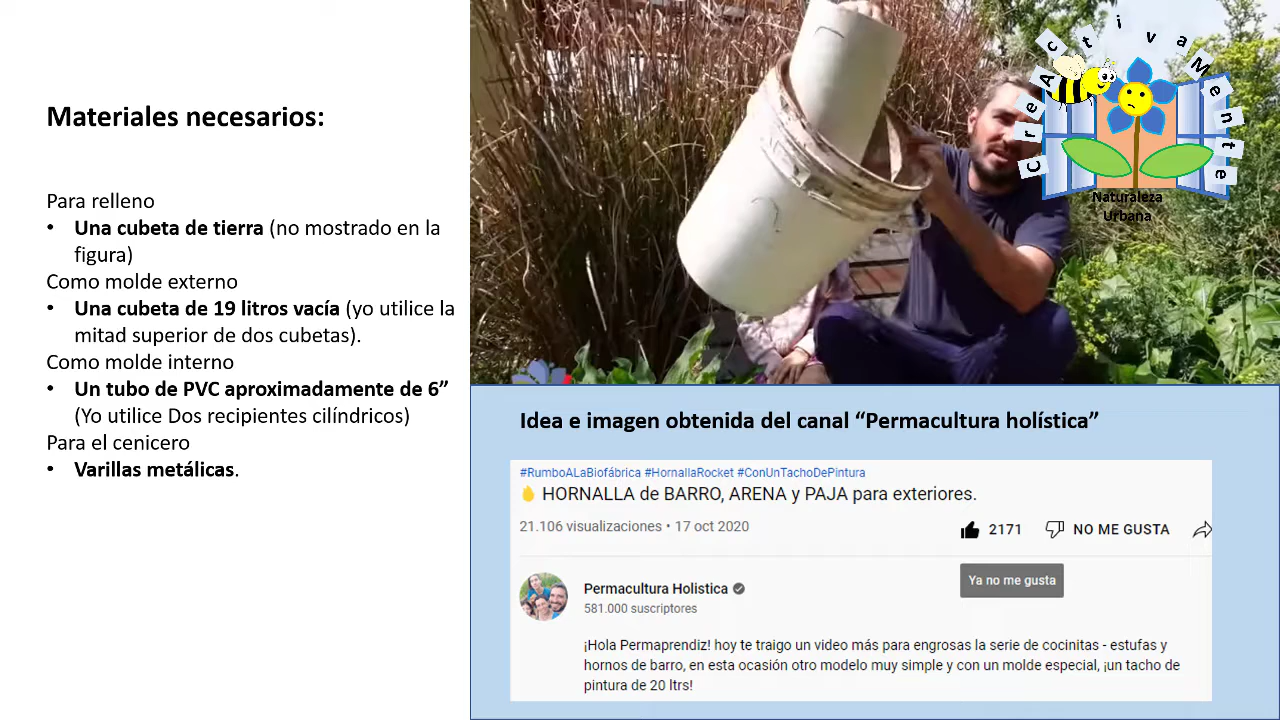 Materiales necesarios:
Para relleno
• Una cubeta de tierra (no mostrado en la
figura)
Como molde externo
• Una cubeta de 19 litros vacía (yo utilice la
mitad superior de dos cubetas).
Como molde interno
• Un tubo de PVC aproximadamente de 6”
(Yo utilice Dos recipientes cilíndricos)
Para el cenicero
• Varillas metálicas.
CreActivaMente
Naturaleza
Urbana
Idea e imagen obtenida del canal “Permacultura holística”
#RumboALaBiofábrica #HornallaRocket #ConUnTachoDePintura
HORNALLA de BARRO, ARENA y PAJA para exteriores.
21.106 visualizaciones • 17 oct 2020
2171 NO ME GUSTA
Ya no me gusta
Permacultura Holistica
581.000 suscriptores
¡Hola Permaprendiz! hoy te traigo un video más para engrosas la serie de cocinitas - estufas y
hornos de barro, en esta ocasión otro modelo muy simple y con un molde especial, ¡un tacho de
pintura de 20 ltrs!